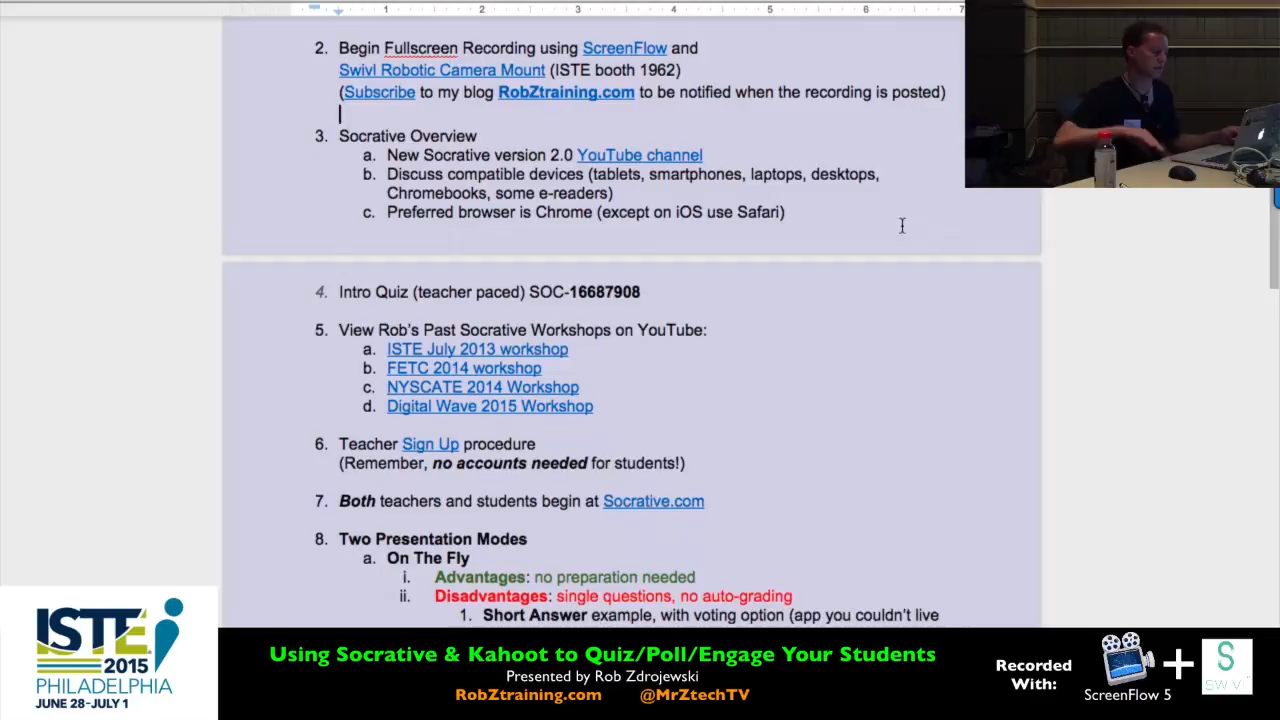 1 2 3 4 5 6 7
2. Begin Fullscreen Recording using ScreenFlow and
Swivl Robotic Camera Mount (ISTE booth 1962)
(Subscribe to my blog RobZtraining.com to be notified when the recording is posted)
3. Socrative Overview
a. New Socrative version 2.0 YouTube channel
b. Discuss compatible devices (tablets, smartphones, laptops, desktops,
Chromebooks, some e-readers)
c. Preferred browser is Chrome (except on iOS use Safari)
4. Intro Quiz (teacher paced) SOC-16687908
5. View Rob's Past Socrative Workshops on YouTube:
a. ISTE July 2013 workshop
b. FETC 2014 workshop
c. NYSCATE 2014 Workshop
d. Digital Wave 2015 Workshop
6. Teacher Sign Up procedure
(Remember, no accounts needed for students!)
7. Both teachers and students begin at Socrative.com
8. Two Presentation Modes
a. On The Fly
i. Advantages: no preparation needed
ii. Disadvantages: single questions, no auto-grading
1. Short Answer example, with voting option (app you couldn't live
ISTE
2015
PHILADELPHIA
JUNE 28-JULY 1
Using Socrative & Kahoot to Quiz/Poll/Engage Your Students
Presented by Rob Zdrojewski
RobZtraining.com @MrZtechTV
Recorded
With:
ScreenFlow 5
+
S
SWIVL